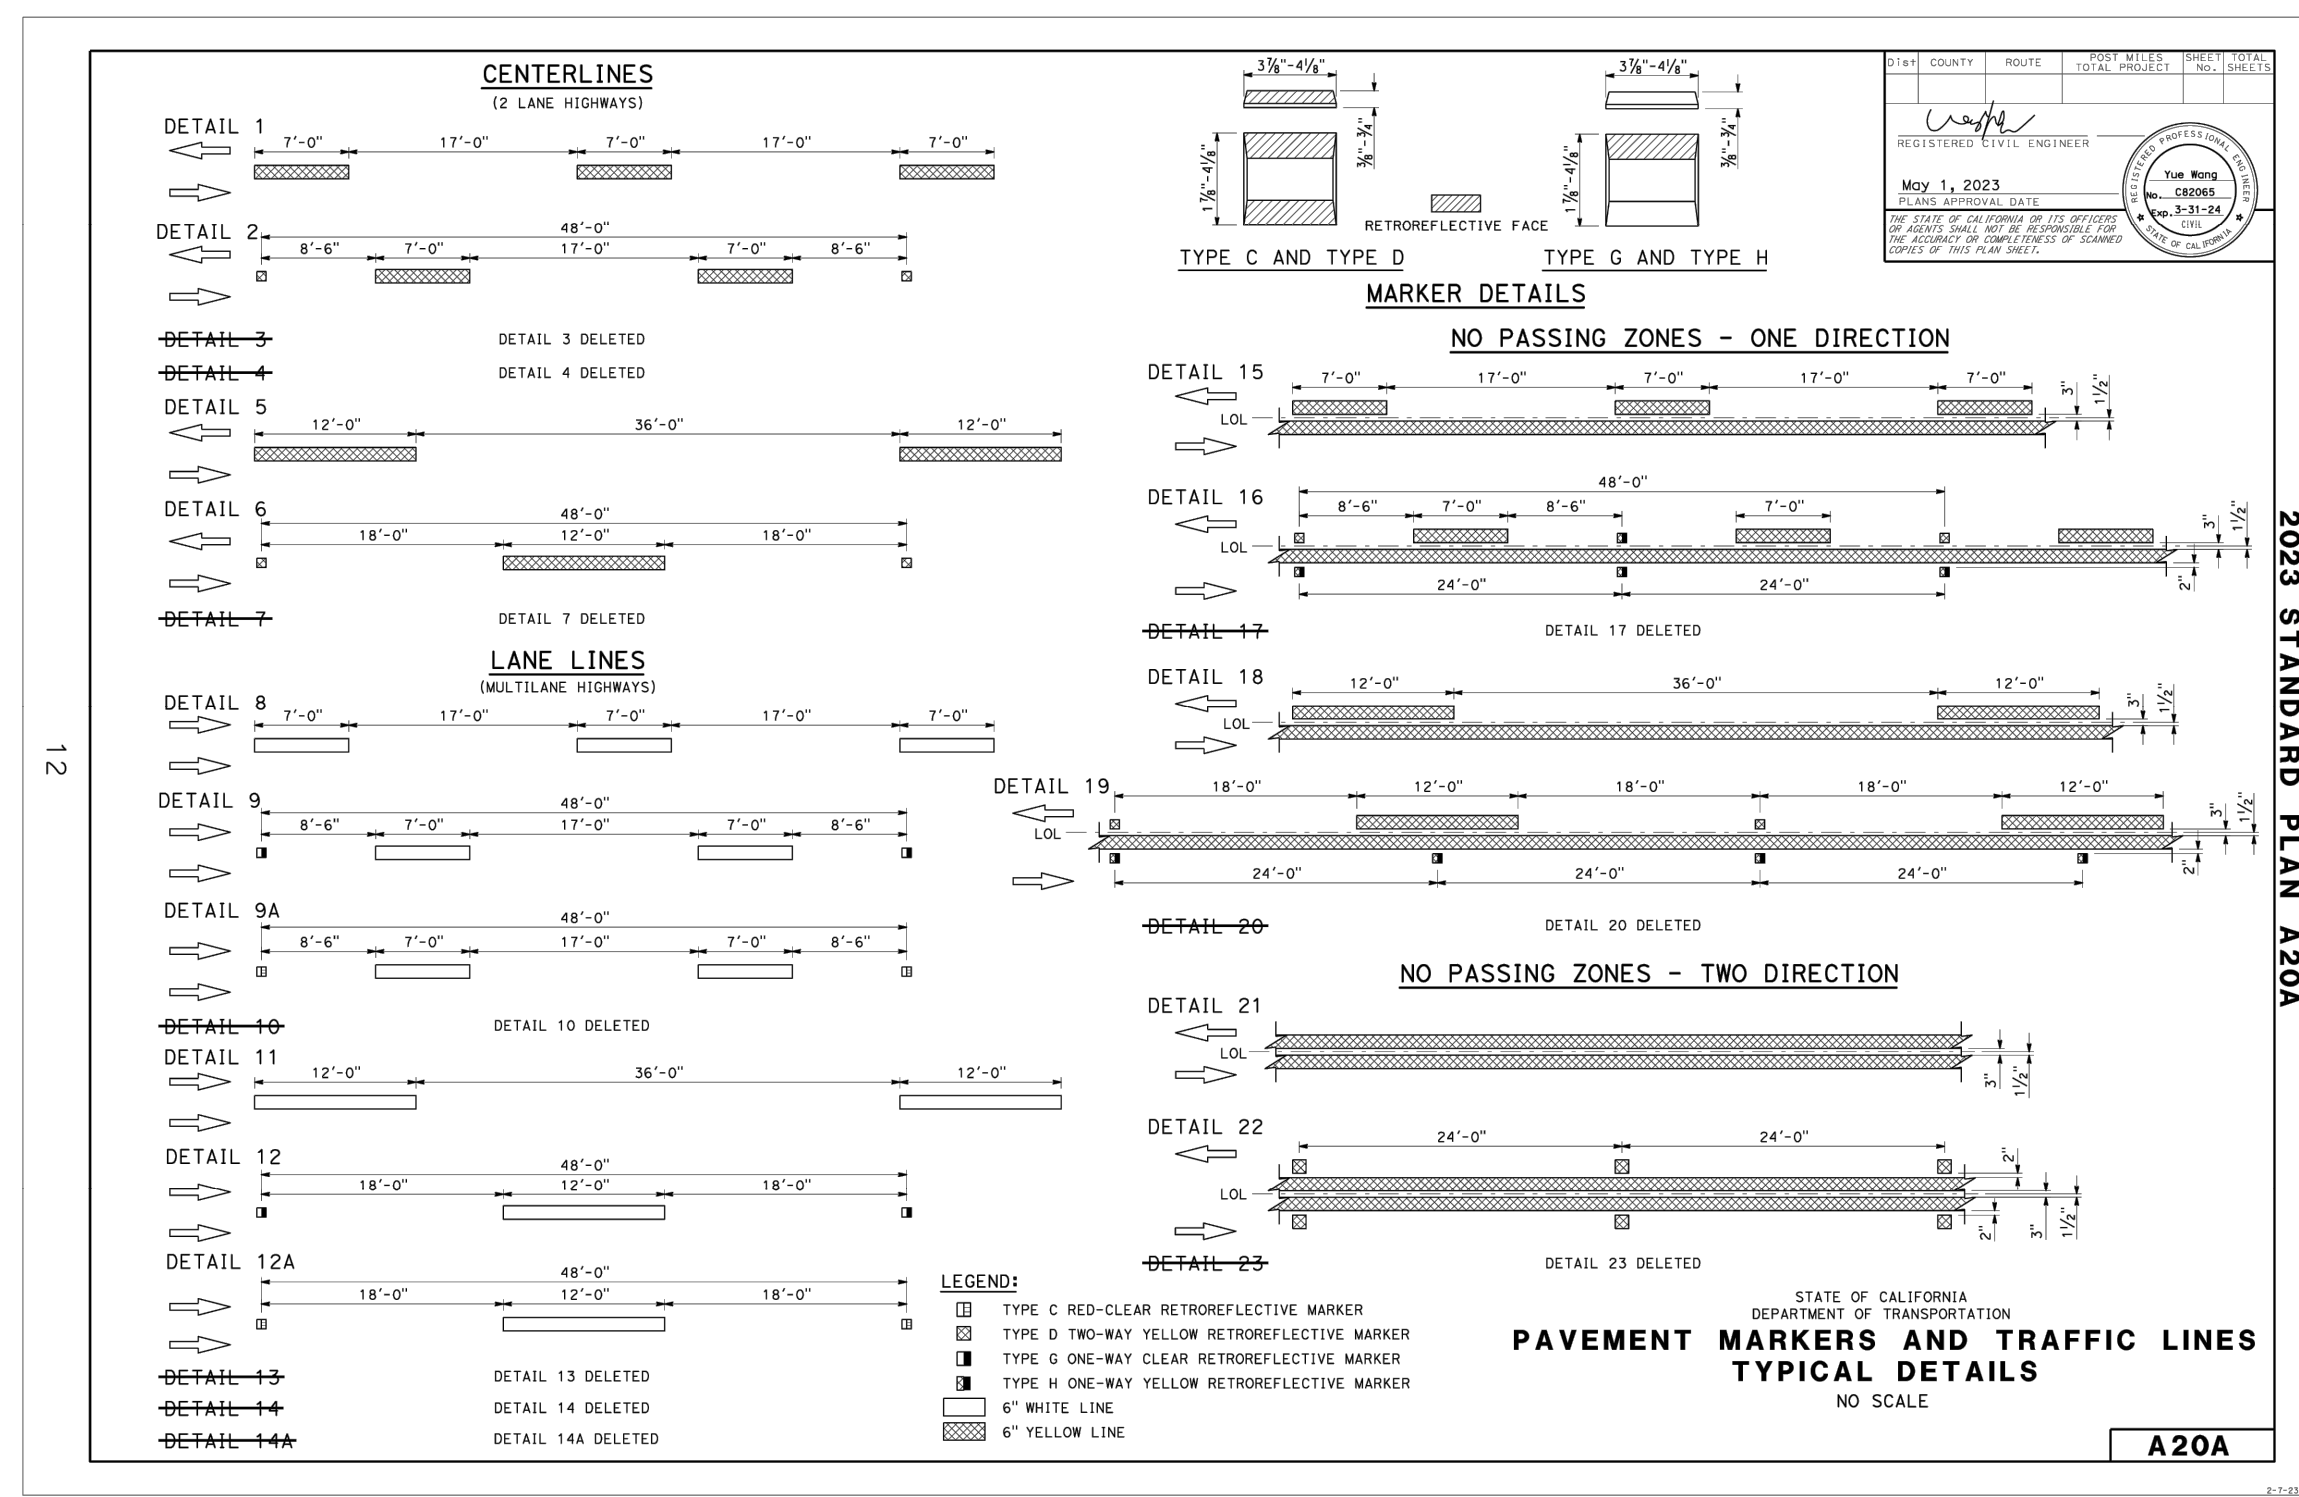 CENTERLINES
(2 LANE HIGHWAYS)
DETAIL 1
7'-0" 17'-0" 7'-0" 17'-0" 7'-0"
DETAIL 2
48'-0"
8'-6" 7'-0" 17'-0" 7'-0" 8'-6"
DETAIL 3 DETAIL 3 DELETED
DETAIL 4 DETAIL 4 DELETED
DETAIL 5
12'-0" 36'-0" 12'-0"
DETAIL 6
48'-0"
18'-0" 12'-0" 18'-0"
DETAIL 7 DETAIL 7 DELETED
LANE LINES
(MULTILANE HIGHWAYS)
DETAIL 8
7'-0" 17'-0" 7'-0" 17'-0" 7'-0"
DETAIL 9
48'-0"
8'-6" 7'-0" 17'-0" 7'-0" 8'-6"
DETAIL 9A
48'-0"
8'-6" 7'-0" 17'-0" 7'-0" 8'-6"
DETAIL 10 DETAIL 10 DELETED
DETAIL 11
12'-0" 36'-0" 12'-0"
DETAIL 12
48'-0"
18'-0" 12'-0" 18'-0"
DETAIL 12A
48'-0"
18'-0" 12'-0" 18'-0"
DETAIL 13 DETAIL 13 DELETED
DETAIL 14 DETAIL 14 DELETED
DETAIL 14A DETAIL 14A DELETED
LEGEND:
TYPE C RED-CLEAR RETROREFLECTIVE MARKER
TYPE D TWO-WAY YELLOW RETROREFLECTIVE MARKER
TYPE G ONE-WAY CLEAR RETROREFLECTIVE MARKER
TYPE H ONE-WAY YELLOW RETROREFLECTIVE MARKER
6" WHITE LINE
6" YELLOW LINE
3⅞"-4⅛" 3⅞"-4⅛"
⅜"-¾" ⅜"-¾"
1⅞"-4⅛" 1⅞"-4⅛"
RETROREFLECTIVE FACE
TYPE C AND TYPE D TYPE G AND TYPE H
MARKER DETAILS
NO PASSING ZONES - ONE DIRECTION
DETAIL 15
7'-0" 17'-0" 7'-0" 17'-0" 7'-0" 3" 1½"
LOL
DETAIL 16
48'-0"
8'-6" 7'-0" 8'-6" 7'-0" 3" 1½"
LOL
24'-0" 24'-0" 2"
DETAIL 17 DETAIL 17 DELETED
DETAIL 18
12'-0" 36'-0" 12'-0" 3" 1½"
LOL
DETAIL 19
18'-0" 12'-0" 18'-0" 18'-0" 12'-0" 3" 1½"
LOL
24'-0" 24'-0" 24'-0" 2"
DETAIL 20 DETAIL 20 DELETED
NO PASSING ZONES - TWO DIRECTION
DETAIL 21
LOL
3" 1½"
DETAIL 22
24'-0" 24'-0" 2"
LOL
2" 3" 1½"
DETAIL 23 DETAIL 23 DELETED
STATE OF CALIFORNIA
DEPARTMENT OF TRANSPORTATION
PAVEMENT MARKERS AND TRAFFIC LINES
TYPICAL DETAILS
NO SCALE
A20A
Dist COUNTY ROUTE POST MILES TOTAL PROJECT SHEET No. TOTAL SHEETS
REGISTERED CIVIL ENGINEER
May 1, 2023
PLANS APPROVAL DATE
THE STATE OF CALIFORNIA OR ITS OFFICERS
OR AGENTS SHALL NOT BE RESPONSIBLE FOR
THE ACCURACY OR COMPLETENESS OF SCANNED
COPIES OF THIS PLAN SHEET.
REGISTERED PROFESSIONAL ENGINEER
Yue Wang
No. C82065
Exp. 3-31-24
CIVIL
STATE OF CALIFORNIA
2023 STANDARD PLAN A20A
12
2-7-23